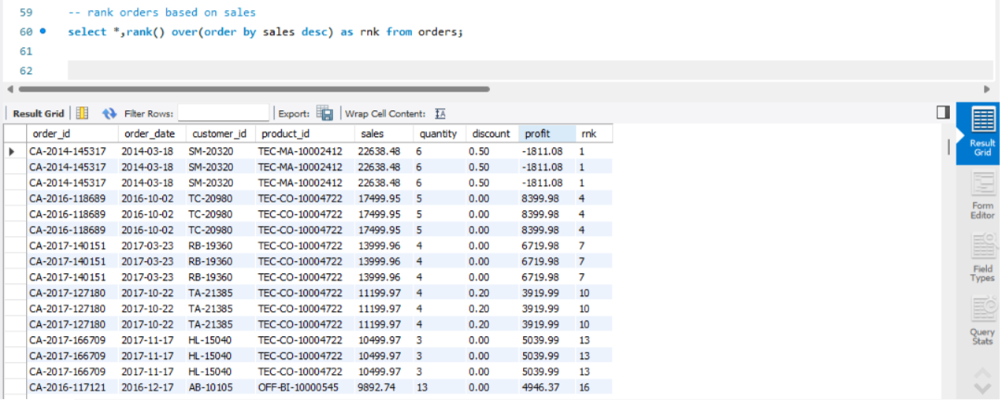 59 -- rank orders based on sales
60 select *,rank() over(order by sales desc) as rnk from orders;
61
62
Result Grid Filter Rows: Export: Wrap Cell Content: IA
order_id order_date customer_id product_id sales quantity discount profit rnk
CA-2014-145317 2014-03-18 SM-20320 TEC-MA-10002412 22638.48 6 0.50 -1811.08 1
CA-2014-145317 2014-03-18 SM-20320 TEC-MA-10002412 22638.48 6 0.50 -1811.08 1
CA-2014-145317 2014-03-18 SM-20320 TEC-MA-10002412 22638.48 6 0.50 -1811.08 1
CA-2016-118689 2016-10-02 TC-20980 TEC-CO-10004722 17499.95 5 0.00 8399.98 4
CA-2016-118689 2016-10-02 TC-20980 TEC-CO-10004722 17499.95 5 0.00 8399.98 4
CA-2016-118689 2016-10-02 TC-20980 TEC-CO-10004722 17499.95 5 0.00 8399.98 4
CA-2017-140151 2017-03-23 RB-19360 TEC-CO-10004722 13999.96 4 0.00 6719.98 7
CA-2017-140151 2017-03-23 RB-19360 TEC-CO-10004722 13999.96 4 0.00 6719.98 7
CA-2017-140151 2017-03-23 RB-19360 TEC-CO-10004722 13999.96 4 0.00 6719.98 7
CA-2017-127180 2017-10-22 TA-21385 TEC-CO-10004722 11199.97 4 0.20 3919.99 10
CA-2017-127180 2017-10-22 TA-21385 TEC-CO-10004722 11199.97 4 0.20 3919.99 10
CA-2017-127180 2017-10-22 TA-21385 TEC-CO-10004722 11199.97 4 0.20 3919.99 10
CA-2017-166709 2017-11-17 HL-15040 TEC-CO-10004722 10499.97 3 0.00 5039.99 13
CA-2017-166709 2017-11-17 HL-15040 TEC-CO-10004722 10499.97 3 0.00 5039.99 13
CA-2017-166709 2017-11-17 HL-15040 TEC-CO-10004722 10499.97 3 0.00 5039.99 13
CA-2016-117121 2016-12-17 AB-10105 OFF-BI-10000545 9892.74 13 0.00 4946.37 16
Result
Grid
Form
Editor
Field
Types
Query
Stats